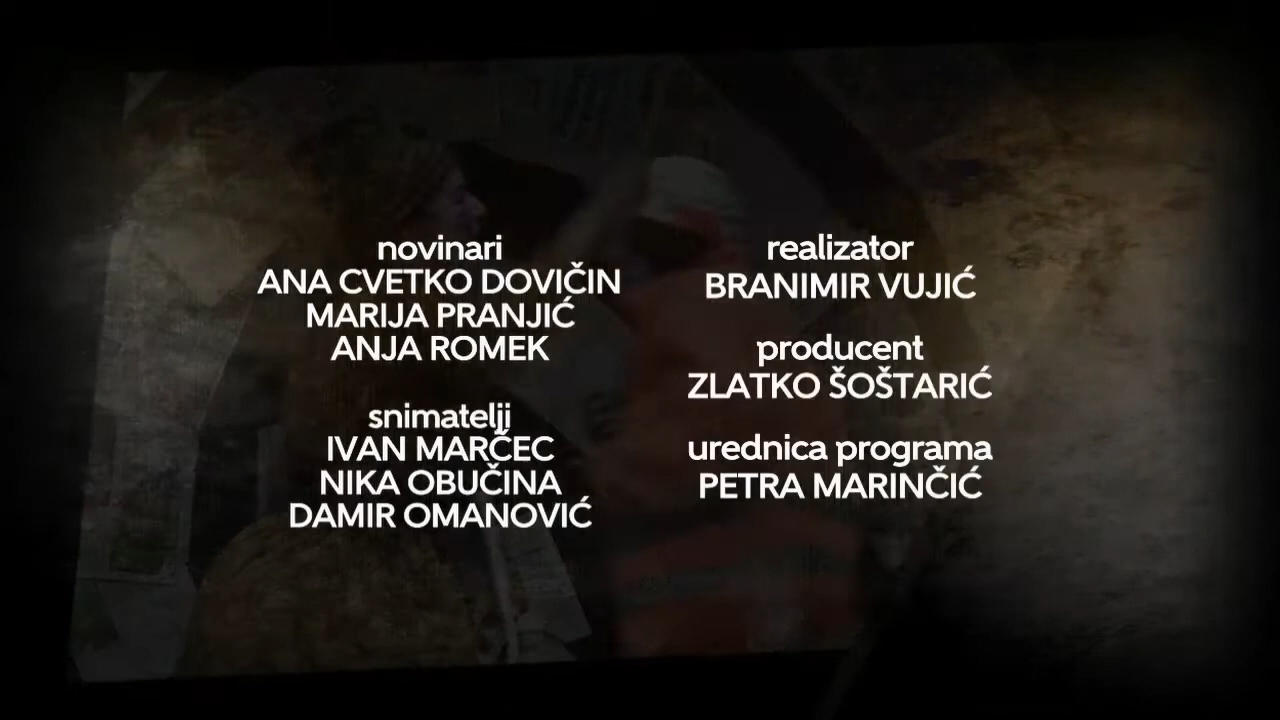 novinari
ANA CVETKO DOVIČIN
MARIJA PRANJIĆ
ANJA ROMEK
snimatelji
IVAN MARČEC
NIKA OBUČINA
DAMIR OMANOVIĆ
realizator
BRANIMIR VUJIĆ
producent
ZLATKO ŠOŠTARIĆ
urednica programa
PETRA MARINČIĆ